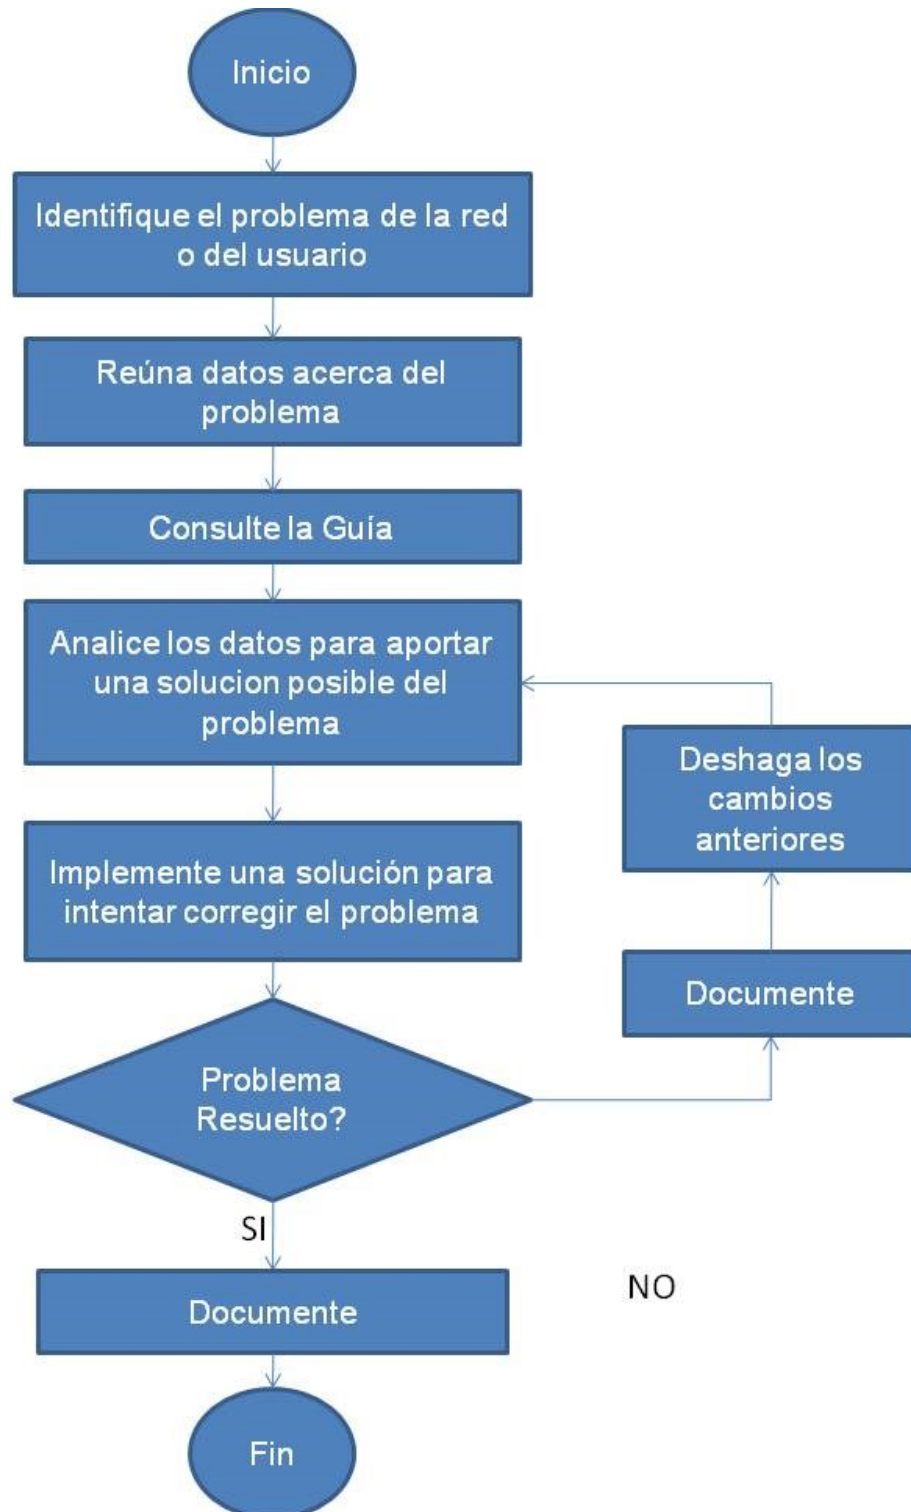 Inicio
Identifique el problema de la red
o del usuario
Reúna datos acerca del
problema
Consulte la Guía
Analice los datos para aportar
una solucion posible del
problema
Implemente una solución para
intentar corregir el problema
Problema
Resuelto?
SI
Documente
Fin
NO
Documente
Deshaga los
cambios
anteriores